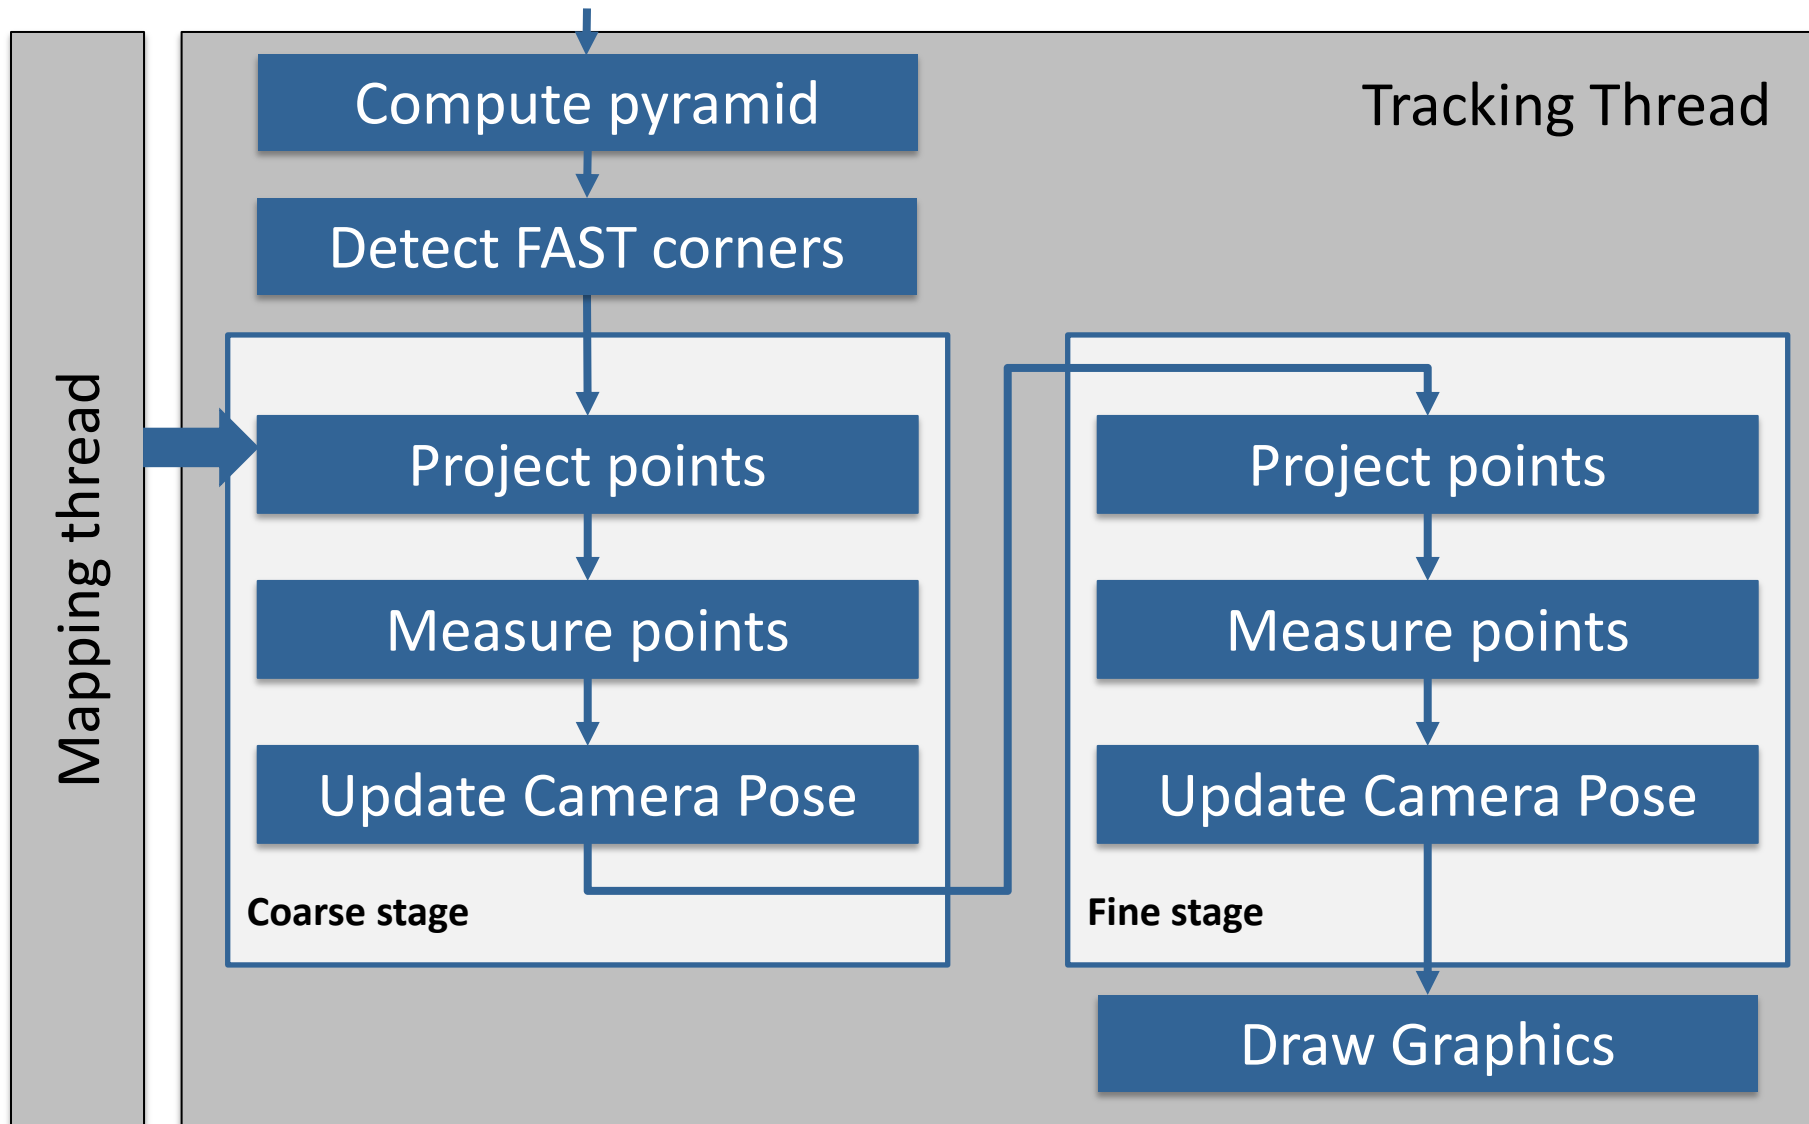 Mapping thread
Tracking Thread
Compute pyramid
Detect FAST corners
Project points
Measure points
Update Camera Pose
Coarse stage
Project points
Measure points
Update Camera Pose
Fine stage
Draw Graphics